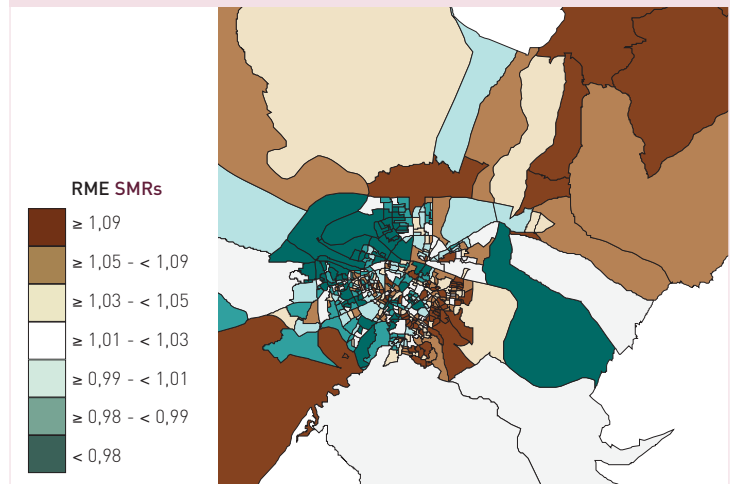 RME SMRs
≥ 1,09
≥ 1,05 - < 1,09
≥ 1,03 - < 1,05
≥ 1,01 - < 1,03
≥ 0,99 - < 1,01
≥ 0,98 - < 0,99
< 0,98